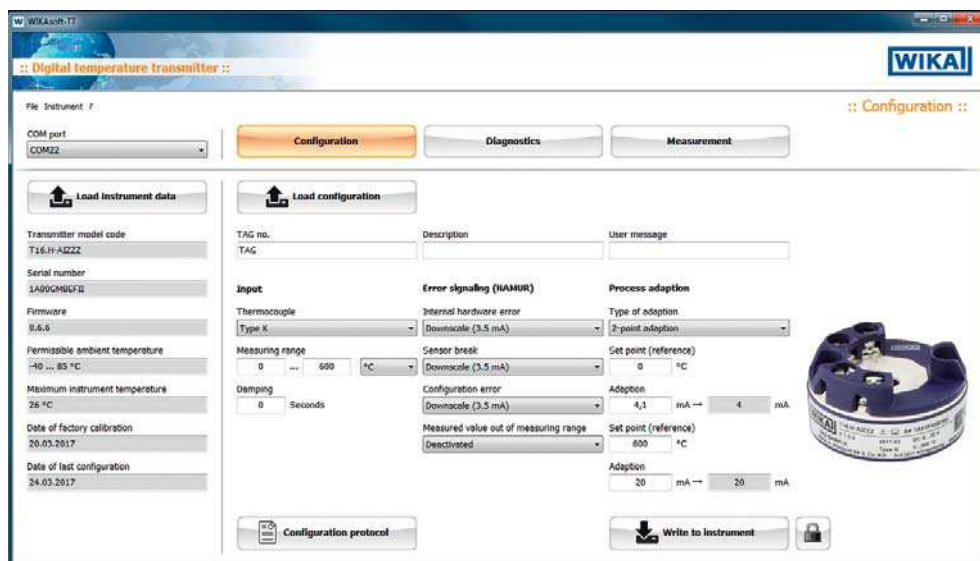 WIKAsoft-TT
:: Digital temperature transmitter ::
WIKA
File Instrument ?
:: Configuration ::
COM port
COM22
Configuration Diagnostics Measurement
Load instrument data
Load configuration
Transmitter model code
T16.H-AIZZZ
Serial number
Firmware
0.6.6
Permissible ambient temperature
-40 ... 85 °C
Maximum instrument temperature
26 °C
Date of factory calibration
20.03.2017
Date of last configuration
24.03.2017
TAG no.
TAG
Description
User message
Input
Thermocouple
Type K
Measuring range
0 ... 600 °C
Damping
0 Seconds
Error signaling (NAMUR)
Internal hardware error
Downscale (3.5 mA)
Sensor break
Downscale (3.5 mA)
Configuration error
Downscale (3.5 mA)
Measured value out of measuring range
Deactivated
Process adaption
Type of adaption
2-point adaption
Set point (reference)
0 °C
Adaption
4,1 mA → 4 mA
Set point (reference)
600 °C
Adaption
20 mA → 20 mA
Configuration protocol
Write to instrument
WIKA
T16.H-AIZZZ
Type K